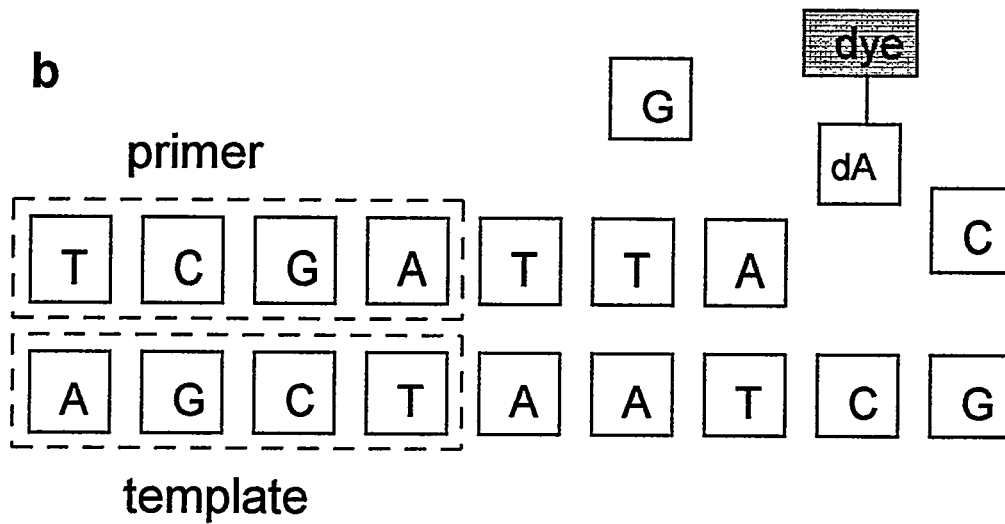 b
dye
G
dA
primer
C
T C G A T T A
A G C T A A T C G
template